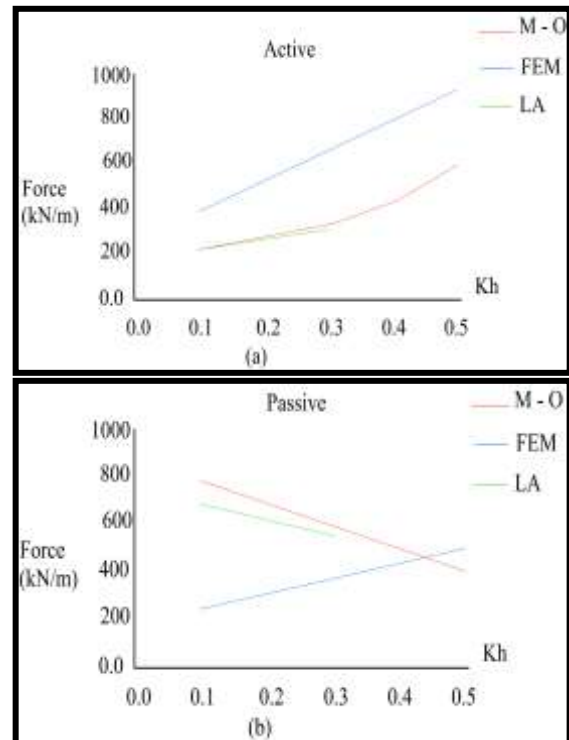 Active
M - O
FEM
LA
1000
800
600
400
200
0.0
Force
(kN/m)
Kh
0.0 0.1 0.2 0.3 0.4 0.5
(a)
Passive
M - O
FEM
LA
1000
800
600
400
200
0.0
Force
(kN/m)
Kh
0.0 0.1 0.2 0.3 0.4 0.5
(b)